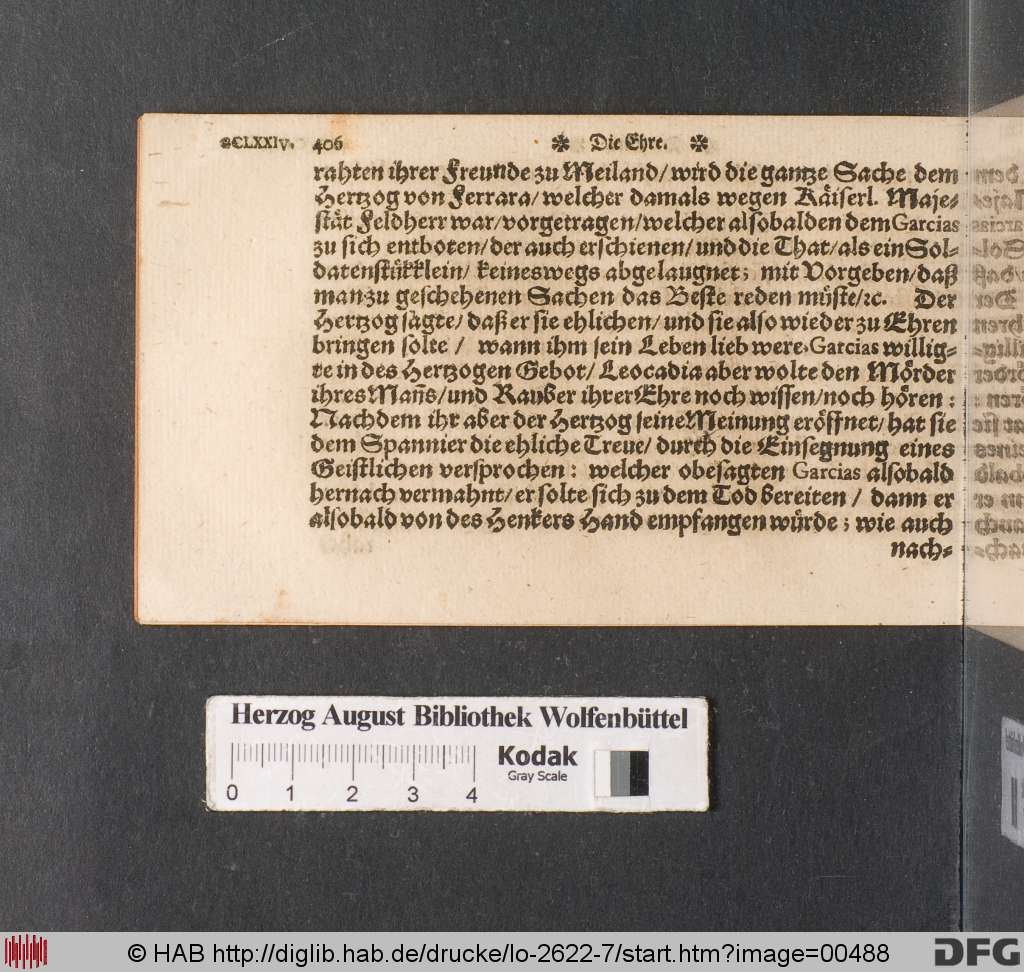 CCLXXIV. 406 Die Ehre.
rahten ihrer Freunde zu Meiland/ wird die gantze Sache dem
Hertzog von Ferrara/ welcher damals wegen Käiserl. Maje-
stät Feldherr war/ vorgetragen/ welcher alsobalden dem Garcias
zu sich entboten/ der auch erschienen/ und die That/ als ein Sol-
datenstükklein/ keineswegs abgelaugnet; mit Vorgeben/ daß
man zu geschehenen Sachen das Beste reden müste/ ꝛc. Der
Hertzog sagte/ daß er sie ehlichen/ und sie also wieder zu Ehren
bringen solte / wann ihm sein Leben lieb were. Garcias willig-
te in des Hertzogen Gebot/ Leocadia aber wolte den Mörder
ihres Mañs/ und Rauber ihrer Ehre noch wissen/ noch hören :
Nachdem ihr aber der Hertzog seine Meinung eröffnet/ hat sie
dem Spannier die ehliche Treue/ durch die Einsegnung eines
Geistlichen versprochen : welcher obesagten Garcias alsobald
hernach vermahnt/ er solte sich zu dem Tod bereiten / dann er
alsobald von des Henkers Hand empfangen würde ; wie auch
nach-
Herzog August Bibliothek Wolfenbüttel
Kodak
Gray Scale
0 1 2 3 4
© HAB http://diglib.hab.de/drucke/lo-2622-7/start.htm?image=00488
DFG